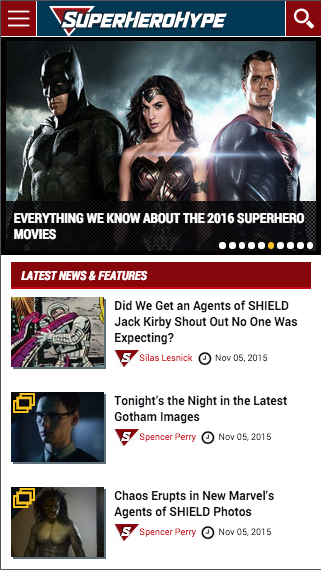 SUPERHEROHYPE
EVERYTHING WE KNOW ABOUT THE 2016 SUPERHERO
MOVIES
LATEST NEWS & FEATURES
Did We Get an Agents of SHIELD
Jack Kirby Shout Out No One Was
Expecting?
S Silas Lesnick Nov 05, 2015
Tonight's the Night in the Latest
Gotham Images
S Spencer Perry Nov 05, 2015
Chaos Erupts in New Marvel's
Agents of SHIELD Photos
S Spencer Perry Nov 05, 2015